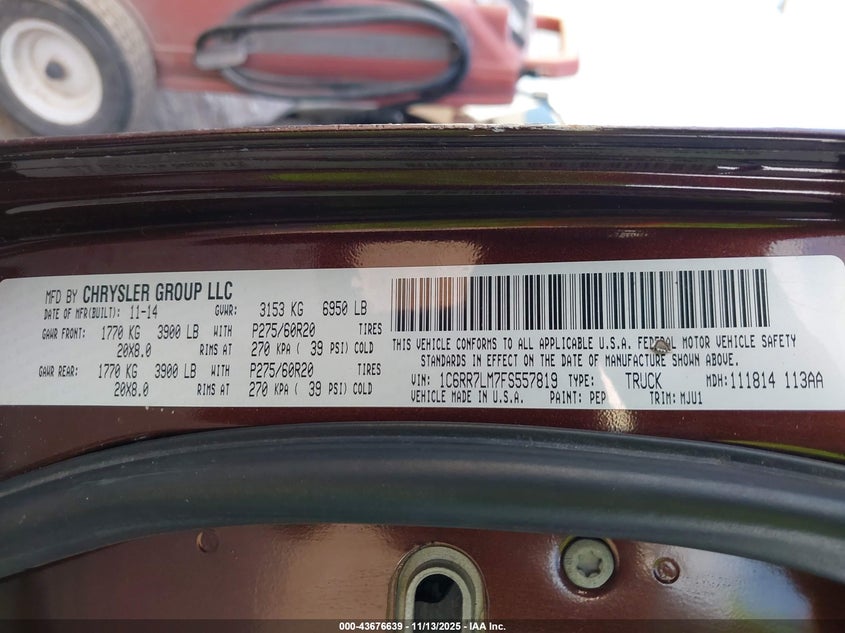 MFD BY CHRYSLER GROUP LLC
DATE OF MFR(BUILT): 11-14 GVWR: 3153 KG 6950 LB
GAWR FRONT: 1770 KG 3900 LB WITH P275/60R20 TIRES
20X8.0 RIMS AT 270 KPA ( 39 PSI) COLD
GAWR REAR: 1770 KG 3900 LB WITH P275/60R20 TIRES
20X8.0 RIMS AT 270 KPA ( 39 PSI) COLD
THIS VEHICLE CONFORMS TO ALL APPLICABLE U.S.A. FEDERAL MOTOR VEHICLE SAFETY
STANDARDS IN EFFECT ON THE DATE OF MANUFACTURE SHOWN ABOVE.
VIN: 1C6RR7LM7FS557819 TYPE: TRUCK MDH: 111814 113AA
VEHICLE MADE IN U.S.A. PAINT: PEP TRIM: MJU1
000-43676639 - 11/13/2025 - IAA Inc.